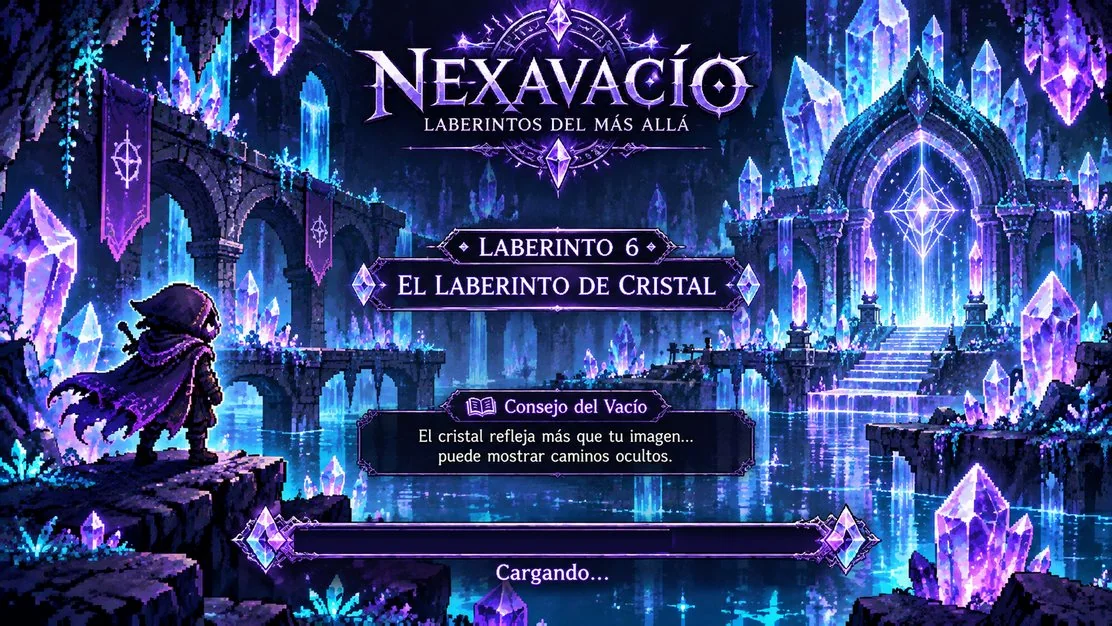 NEXAVACÍO
LABERINTOS DEL MÁS ALLÁ
LABERINTO 6
EL LABERINTO DE CRISTAL
Consejo del Vacío
El cristal refleja más que tu imagen...
puede mostrar caminos ocultos.
Cargando...